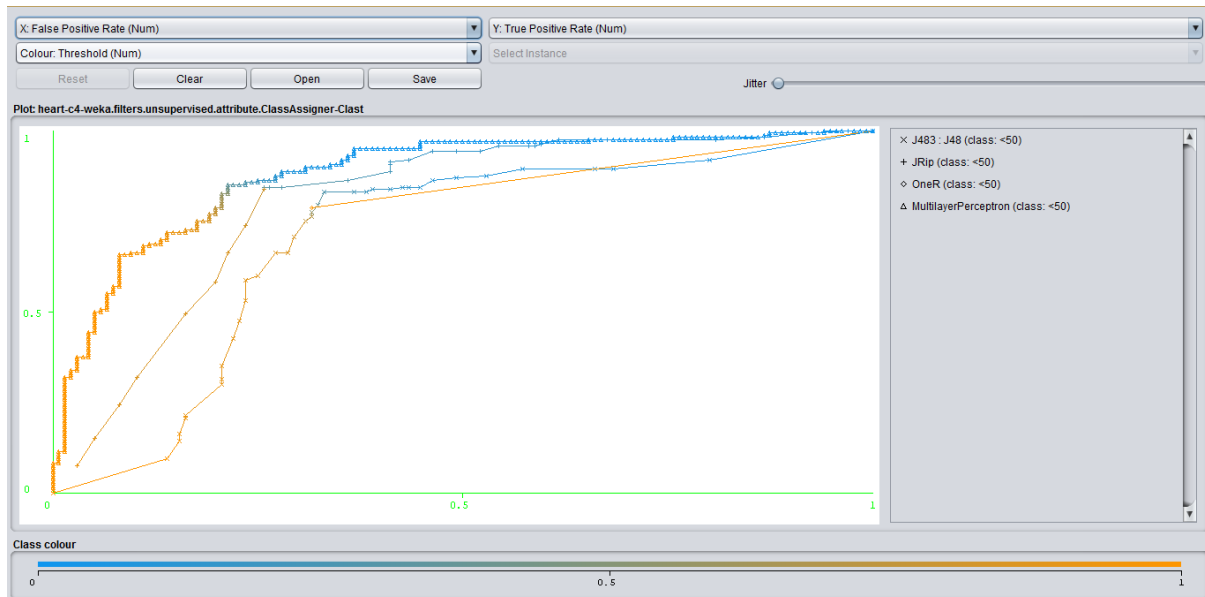 X: False Positive Rate (Num)
Y: True Positive Rate (Num)
Colour: Threshold (Num)
Select Instance
Reset
Clear
Open
Save
Jitter
Plot: heart-c4-weka.filters.unsupervised.attribute.ClassAssigner-Clast
1
0.5
0
0
0.5
1
J483 : J48 (class: <50)
JRip (class: <50)
OneR (class: <50)
MultilayerPerceptron (class: <50)
Class colour
0
0.5
1